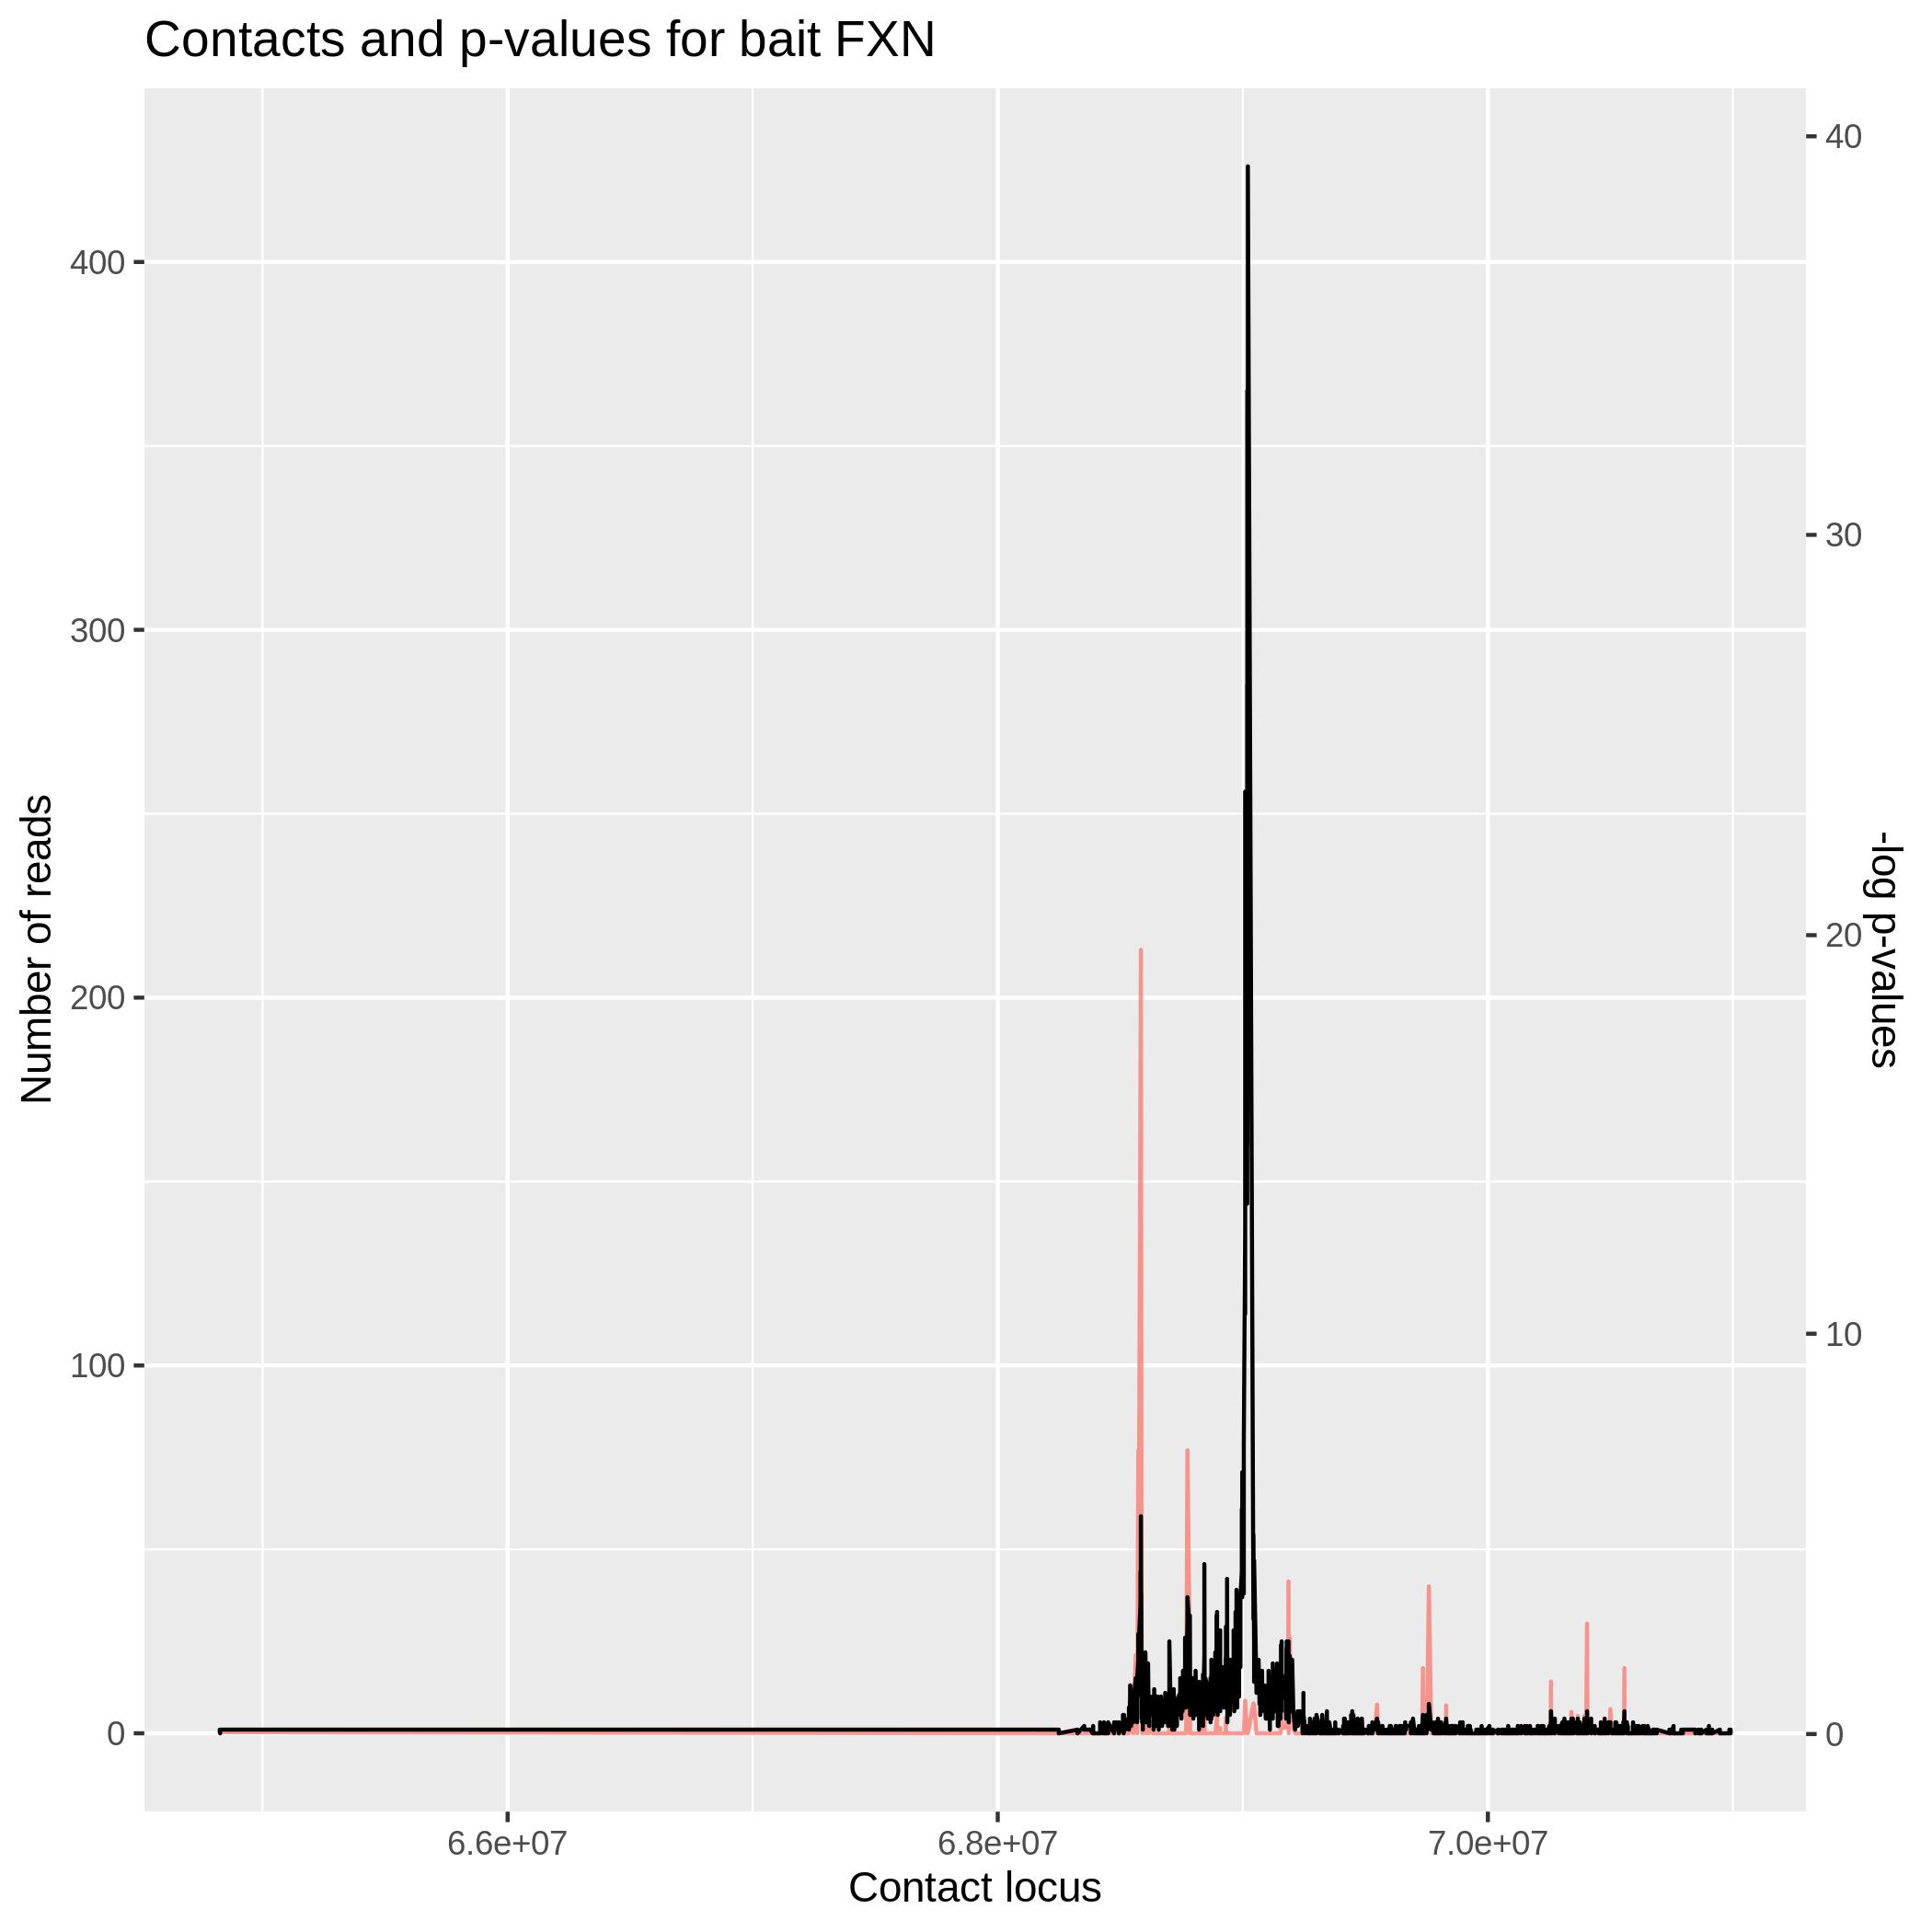 Contacts and p-values for bait FXN
400
300
200
100
0
Number of reads
40
30
20
10
0
-log p-values
6.6e+07
6.8e+07
7.0e+07
Contact locus